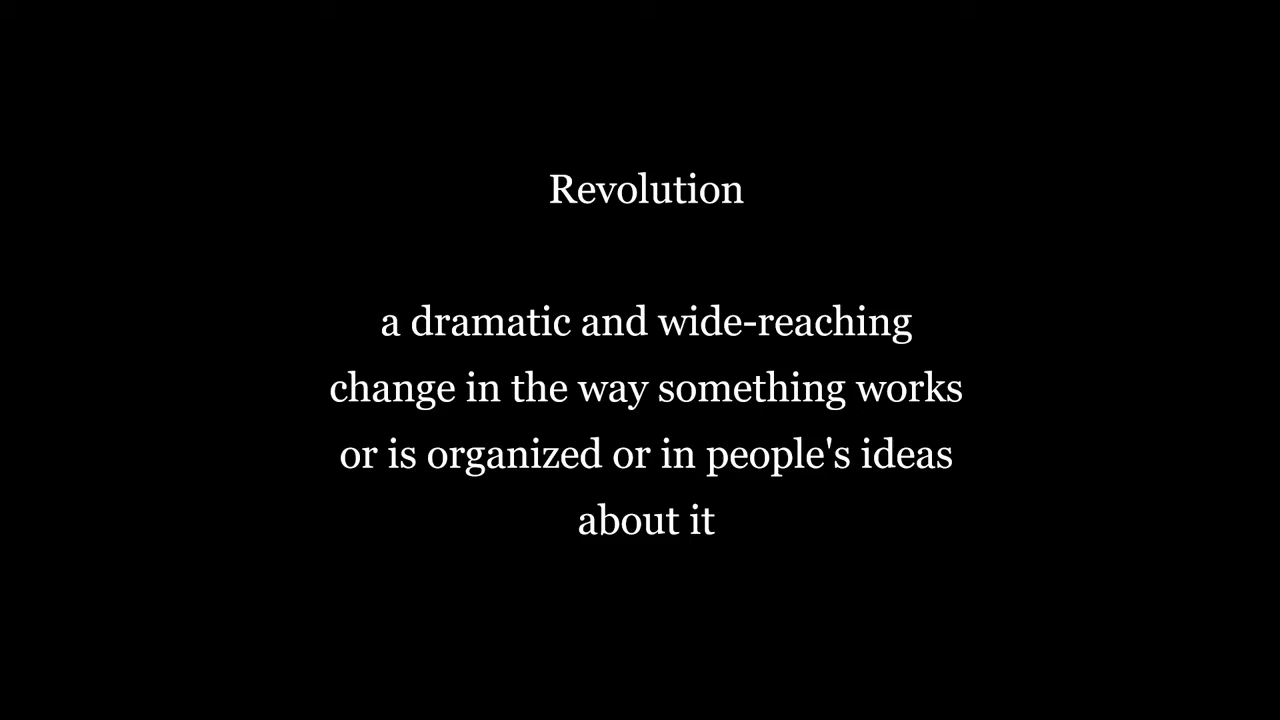 Revolution
a dramatic and wide-reaching
change in the way something works
or is organized or in people's ideas
about it